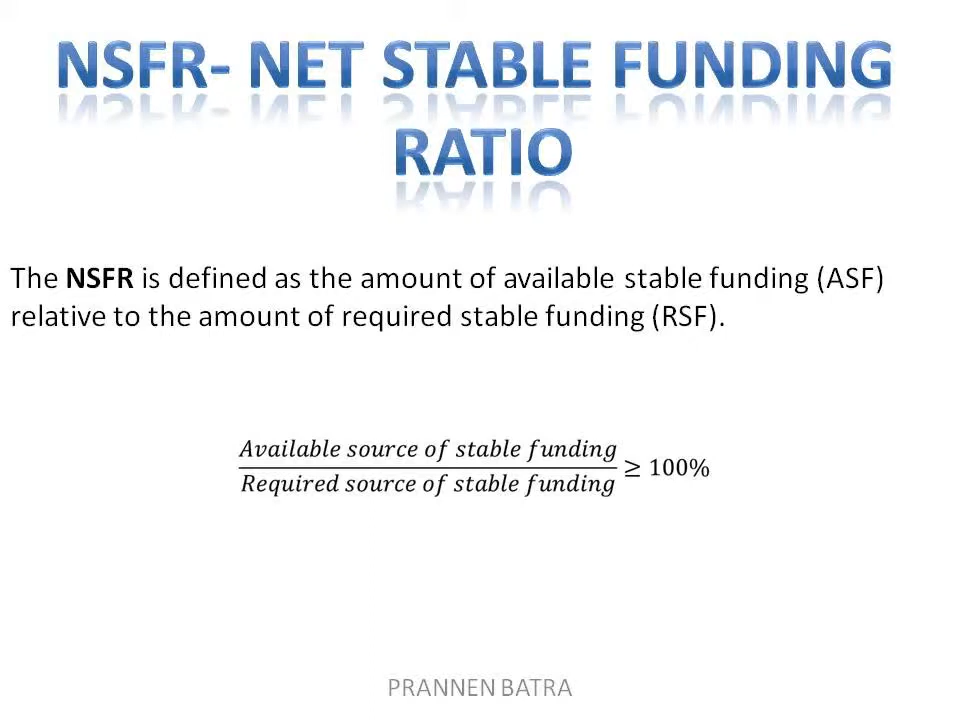 NSFR- NET STABLE FUNDING
RATIO
The NSFR is defined as the amount of available stable funding (ASF)
relative to the amount of required stable funding (RSF).
Available source of stable funding
Required source of stable funding
≥ 100%
PRANNEN BATRA